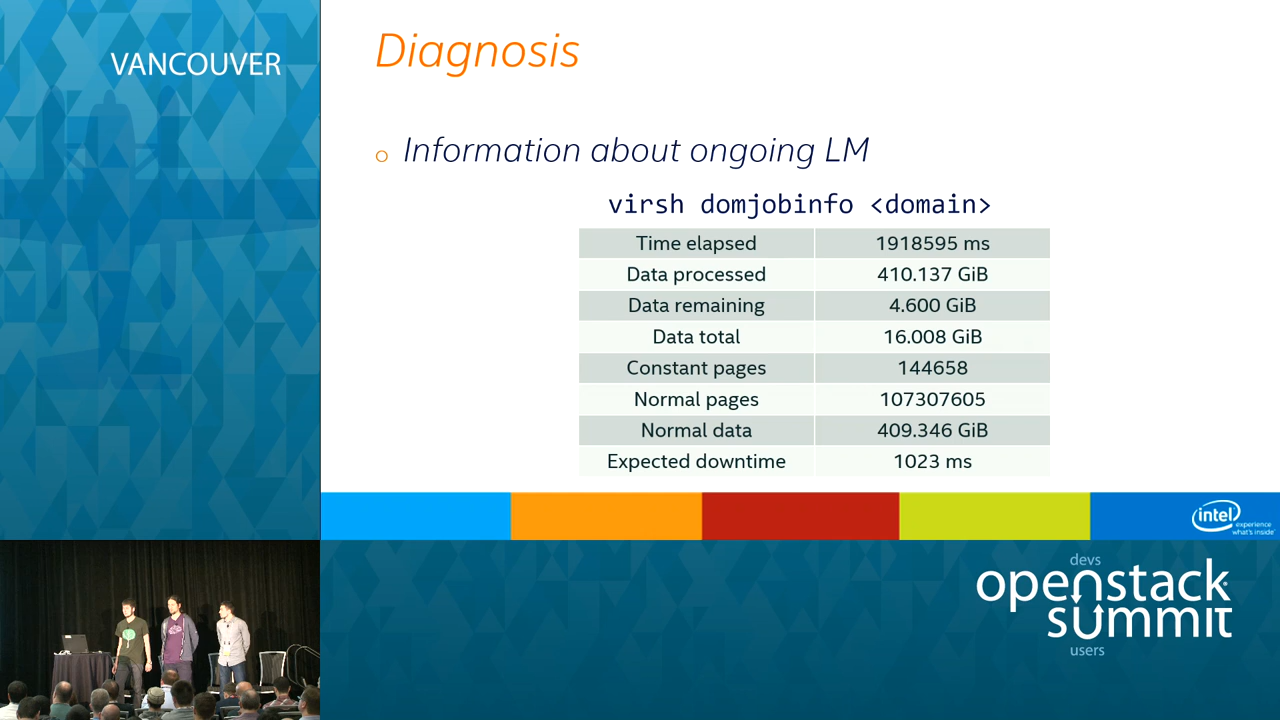 VANCOUVER
Diagnosis
o Information about ongoing LM
virsh domjobinfo <domain>
Time elapsed 1918595 ms
Data processed 410.137 GiB
Data remaining 4.600 GiB
Data total 16.008 GiB
Constant pages 144658
Normal pages 107307605
Normal data 409.346 GiB
Expected downtime 1023 ms
intel experience
what's inside
devs
openstack
summit
users